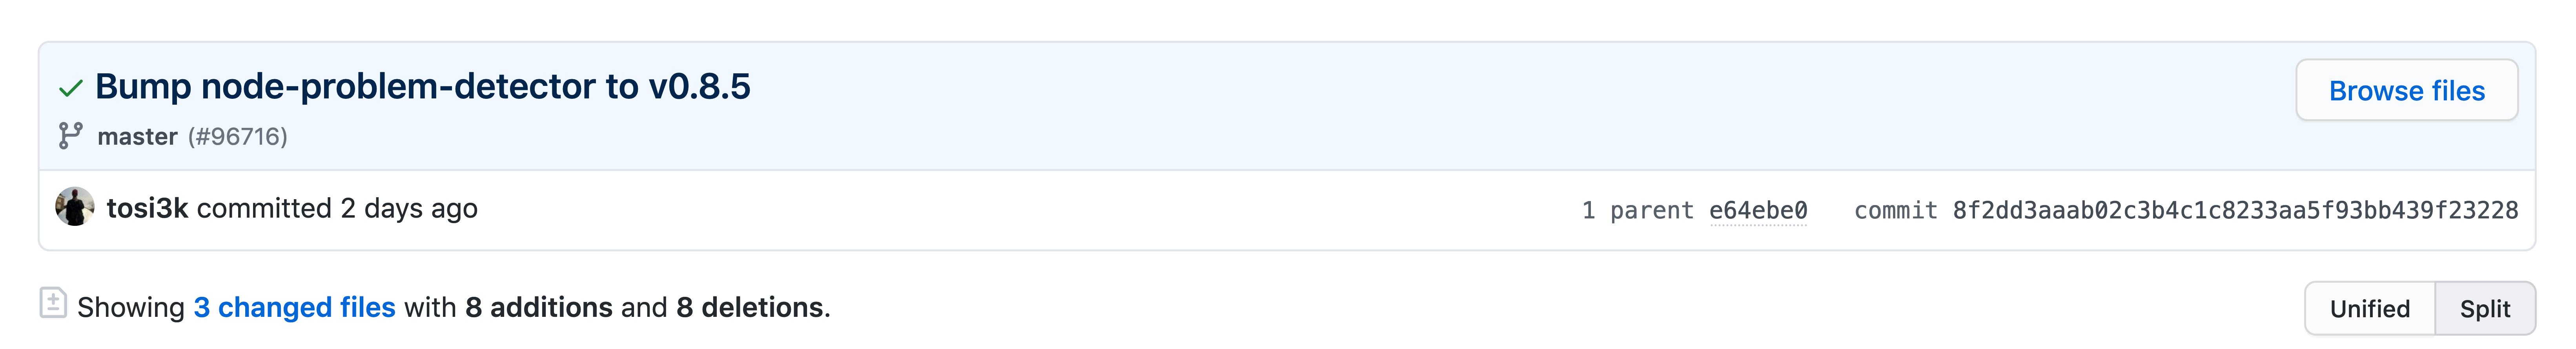 Bump node-problem-detector to v0.8.5
Browse files
master (#96716)
tosi3k committed 2 days ago
1 parent e64ebe0 commit 8f2dd3aaab02c3b4c1c8233aa5f93bb439f23228
Showing 3 changed files with 8 additions and 8 deletions.
Unified Split